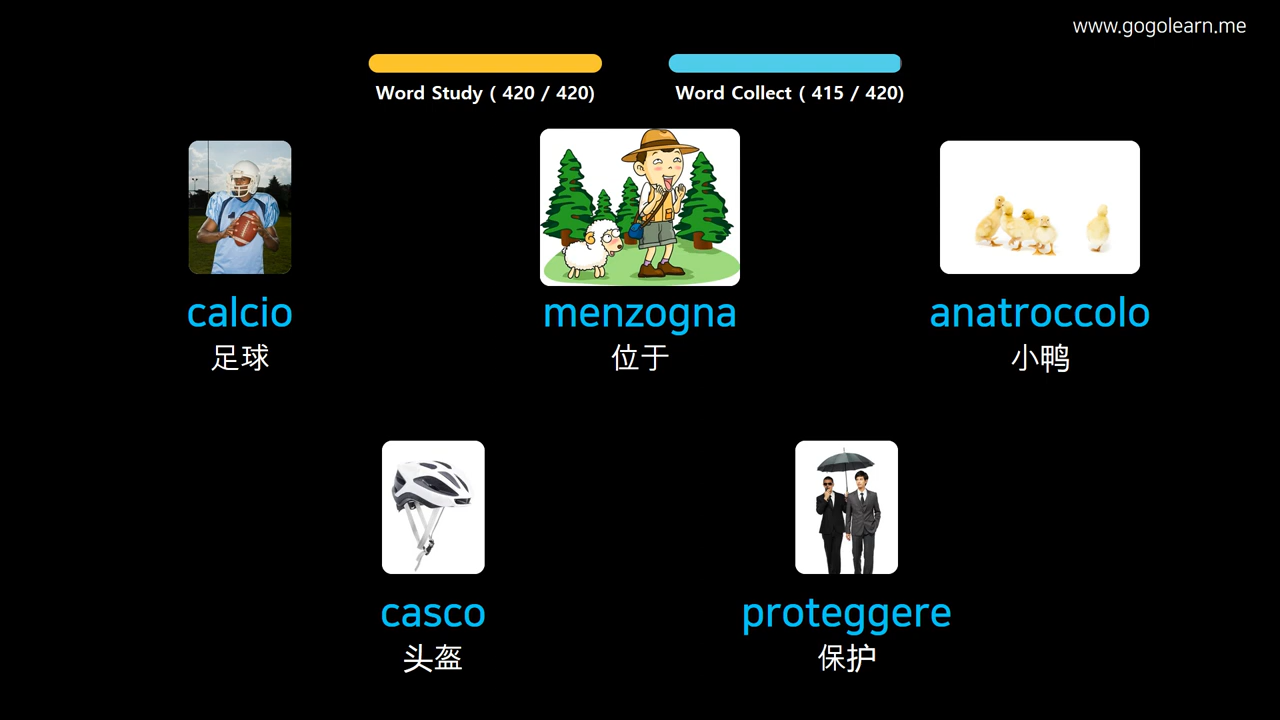 www.gogolearn.me
Word Study ( 420 / 420)
Word Collect ( 415 / 420)
calcio
足球
menzogna
位于
anatroccolo
小鸭
casco
头盔
proteggere
保护